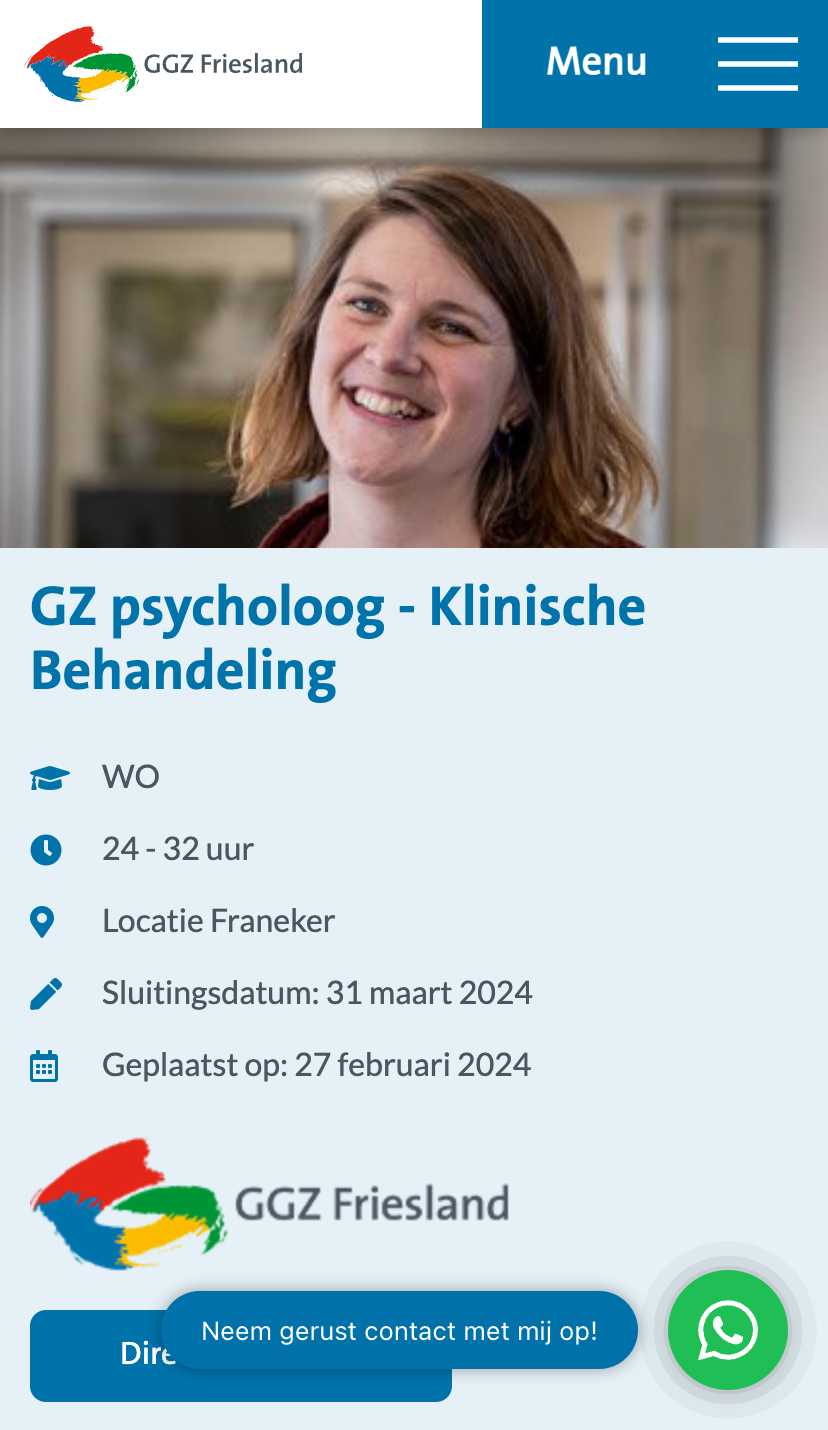 GGZ Friesland
Menu
GZ psycholoog - Klinische
Behandeling
WO
24 - 32 uur
Locatie Franeker
Sluitingsdatum: 31 maart 2024
Geplaatst op: 27 februari 2024
GGZ Friesland
Neem gerust contact met mij op!